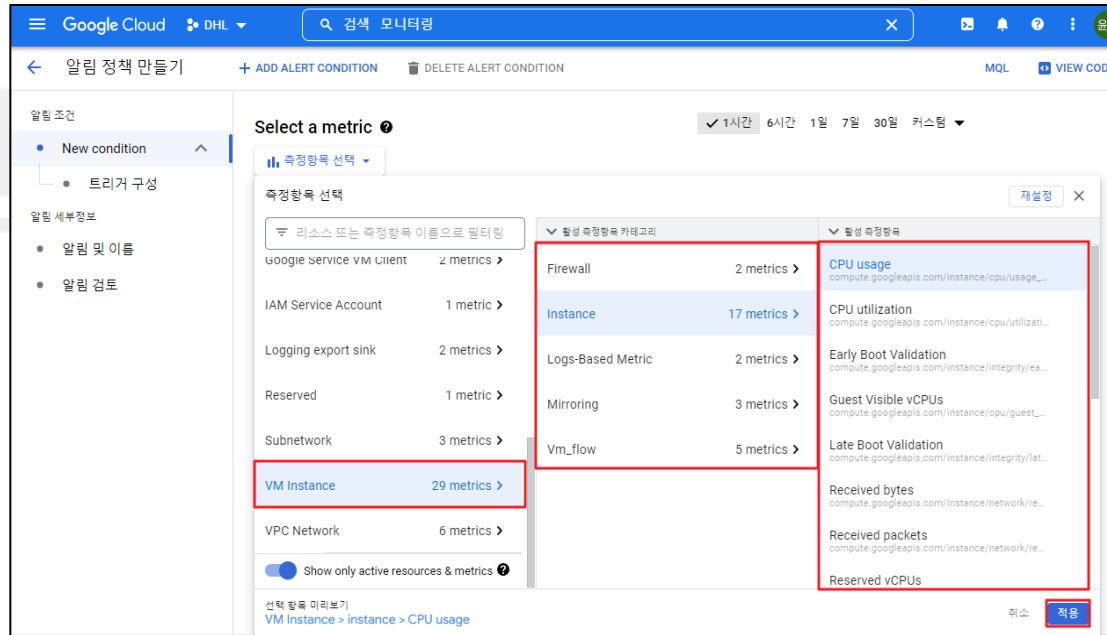 Google Cloud
DHL
검색 모니터링
윤
알림 정책 만들기
ADD ALERT CONDITION
DELETE ALERT CONDITION
MQL
VIEW COD
알림 조건
New condition
트리거 구성
알림 세부정보
알림 및 이름
알림 검토
Select a metric
1시간 6시간 1일 7일 30일 커스텀
측정항목 선택
측정항목 선택
재설정
리소스 또는 측정항목 이름으로 필터링
Google Service VM Client 2 metrics
IAM Service Account 1 metric
Logging export sink 2 metrics
Reserved 1 metric
Subnetwork 3 metrics
VM Instance 29 metrics
VPC Network 6 metrics
Show only active resources & metrics
활성 측정항목 카테고리
Firewall 2 metrics
Instance 17 metrics
Logs-Based Metric 2 metrics
Mirroring 3 metrics
Vm_flow 5 metrics
활성 측정항목
CPU usage
compute.googleapis.com/instance/cpu/usage_...
CPU utilization
compute.googleapis.com/instance/cpu/utilizati...
Early Boot Validation
compute.googleapis.com/instance/integrity/ea...
Guest Visible vCPUs
compute.googleapis.com/instance/cpu/guest_...
Late Boot Validation
compute.googleapis.com/instance/integrity/lat...
Received bytes
compute.googleapis.com/instance/network/re...
Received packets
compute.googleapis.com/instance/network/re...
Reserved vCPUs
선택 항목 미리보기
VM Instance > instance > CPU usage
취소
적용